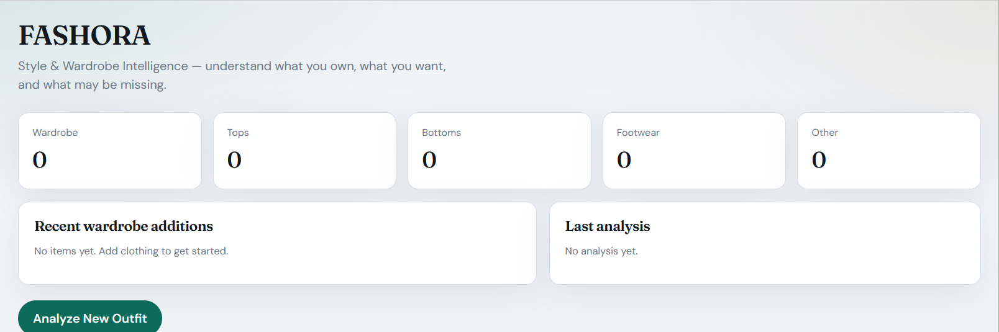 FASHORA
Style & Wardrobe Intelligence — understand what you own, what you want,
and what may be missing.
Wardrobe
0
Tops
0
Bottoms
0
Footwear
0
Other
0
Recent wardrobe additions
No items yet. Add clothing to get started.
Last analysis
No analysis yet.
Analyze New Outfit